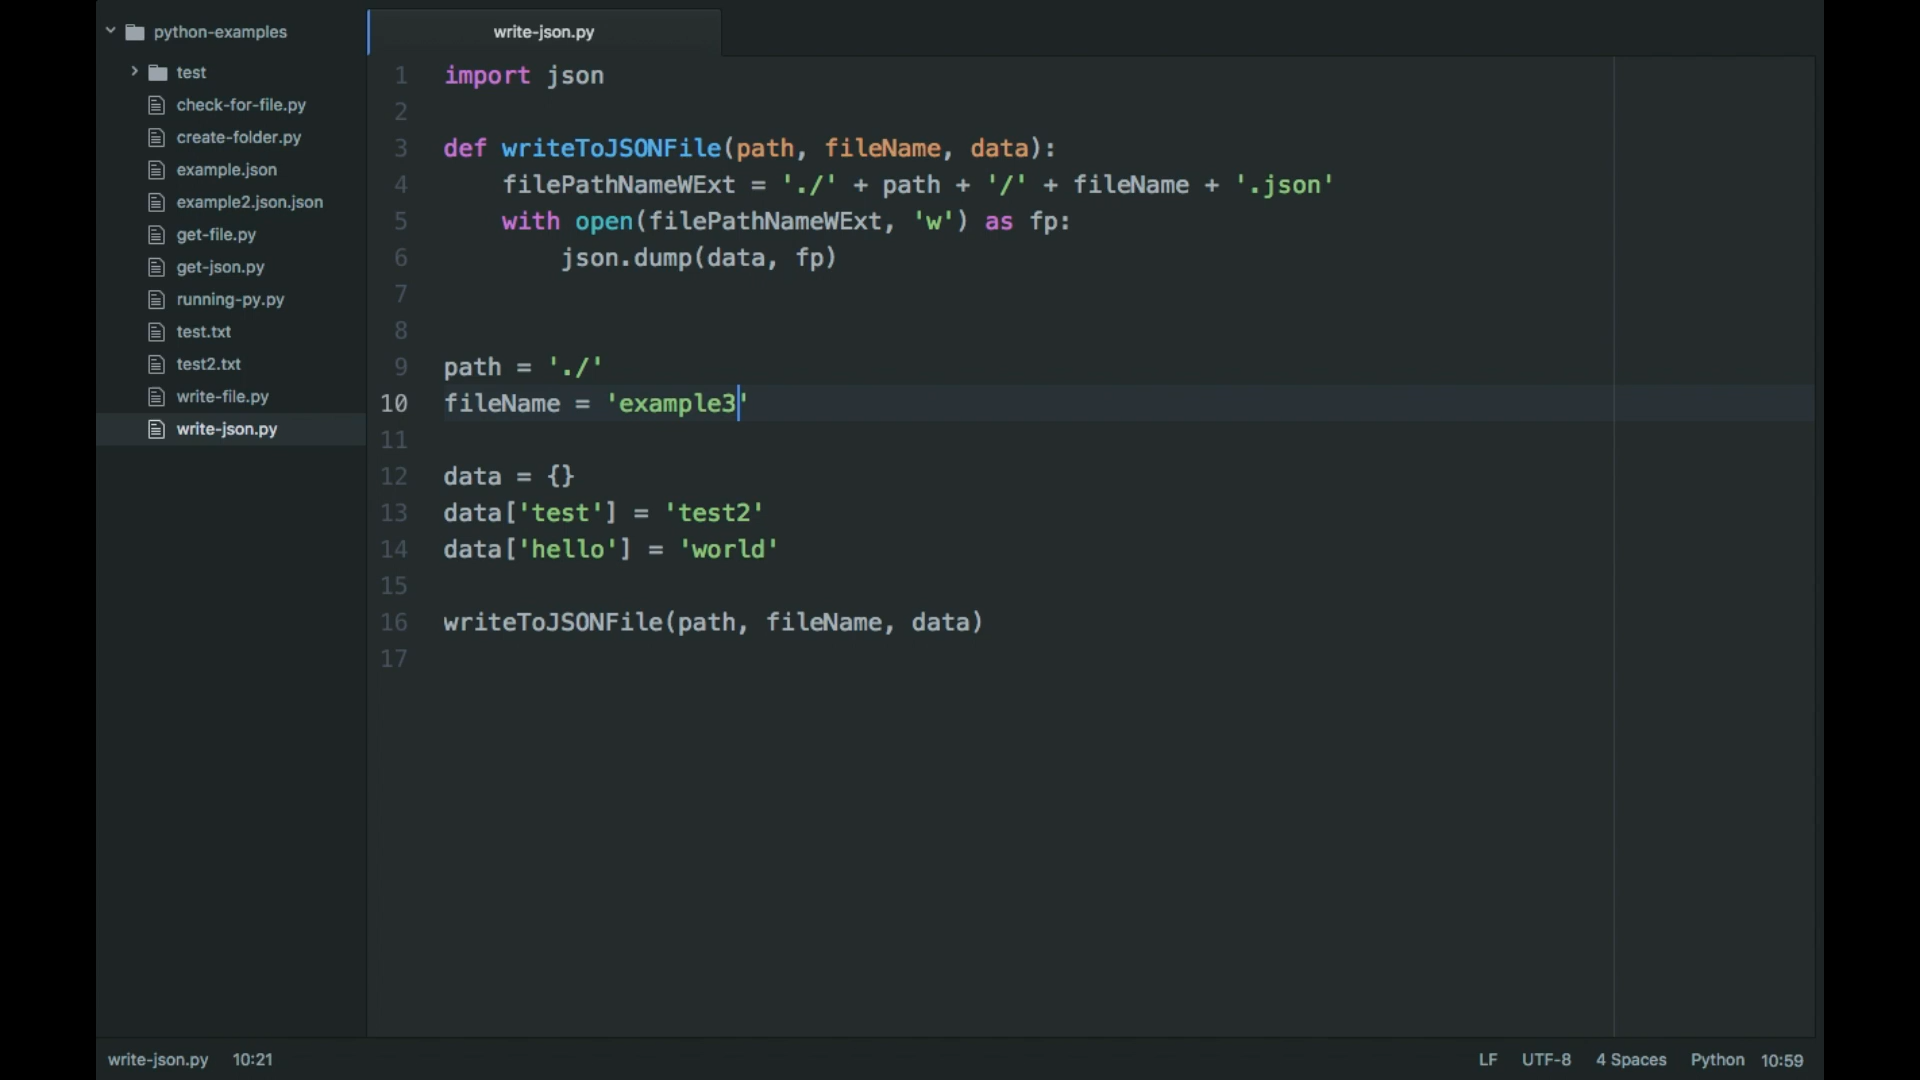 python-examples
test
check-for-file.py
create-folder.py
example.json
example2.json.json
get-file.py
get-json.py
running-py.py
test.txt
test2.txt
write-file.py
write-json.py
write-json.py
1 import json
2
3 def writeToJSONFile(path, fileName, data):
4     filePathNameWExt = './' + path + '/' + fileName + '.json'
5     with open(filePathNameWExt, 'w') as fp:
6         json.dump(data, fp)
7
8
9 path = './'
10 fileName = 'example3'
11
12 data = {}
13 data['test'] = 'test2'
14 data['hello'] = 'world'
15
16 writeToJSONFile(path, fileName, data)
17
write-json.py 10:21 LF UTF-8 4 Spaces Python 10:59